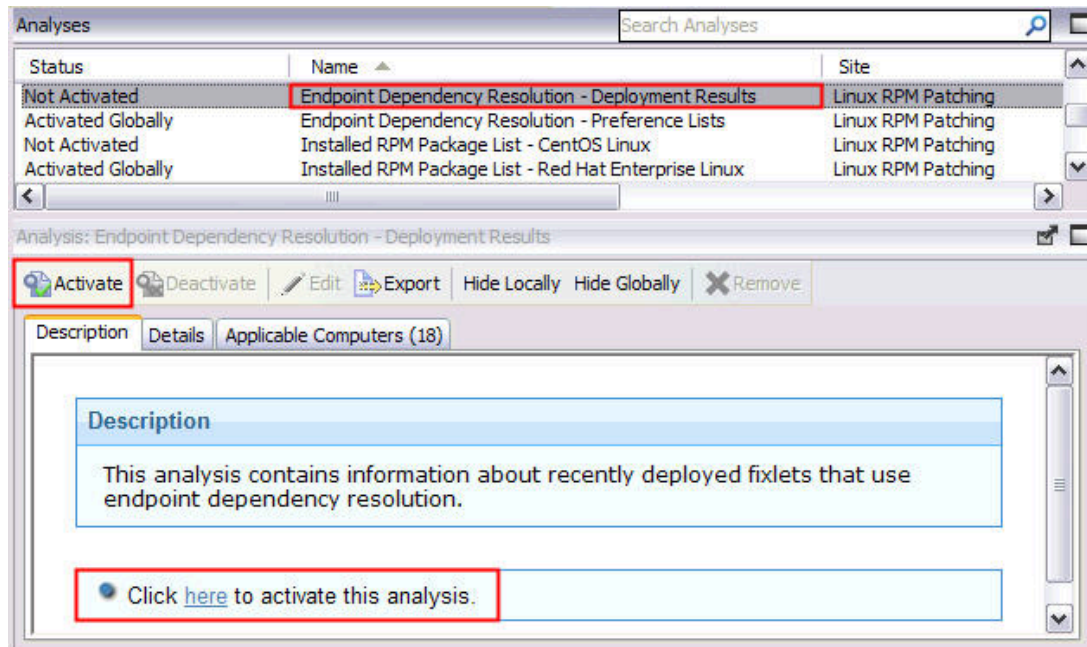 Analyses Search Analyses
Status Name Site
Not Activated Endpoint Dependency Resolution - Deployment Results Linux RPM Patching
Activated Globally Endpoint Dependency Resolution - Preference Lists Linux RPM Patching
Not Activated Installed RPM Package List - CentOS Linux Linux RPM Patching
Activated Globally Installed RPM Package List - Red Hat Enterprise Linux Linux RPM Patching
Analysis: Endpoint Dependency Resolution - Deployment Results
Activate Deactivate Edit Export Hide Locally Hide Globally Remove
Description Details Applicable Computers (18)
Description
This analysis contains information about recently deployed fixlets that use
endpoint dependency resolution.
Click here to activate this analysis.